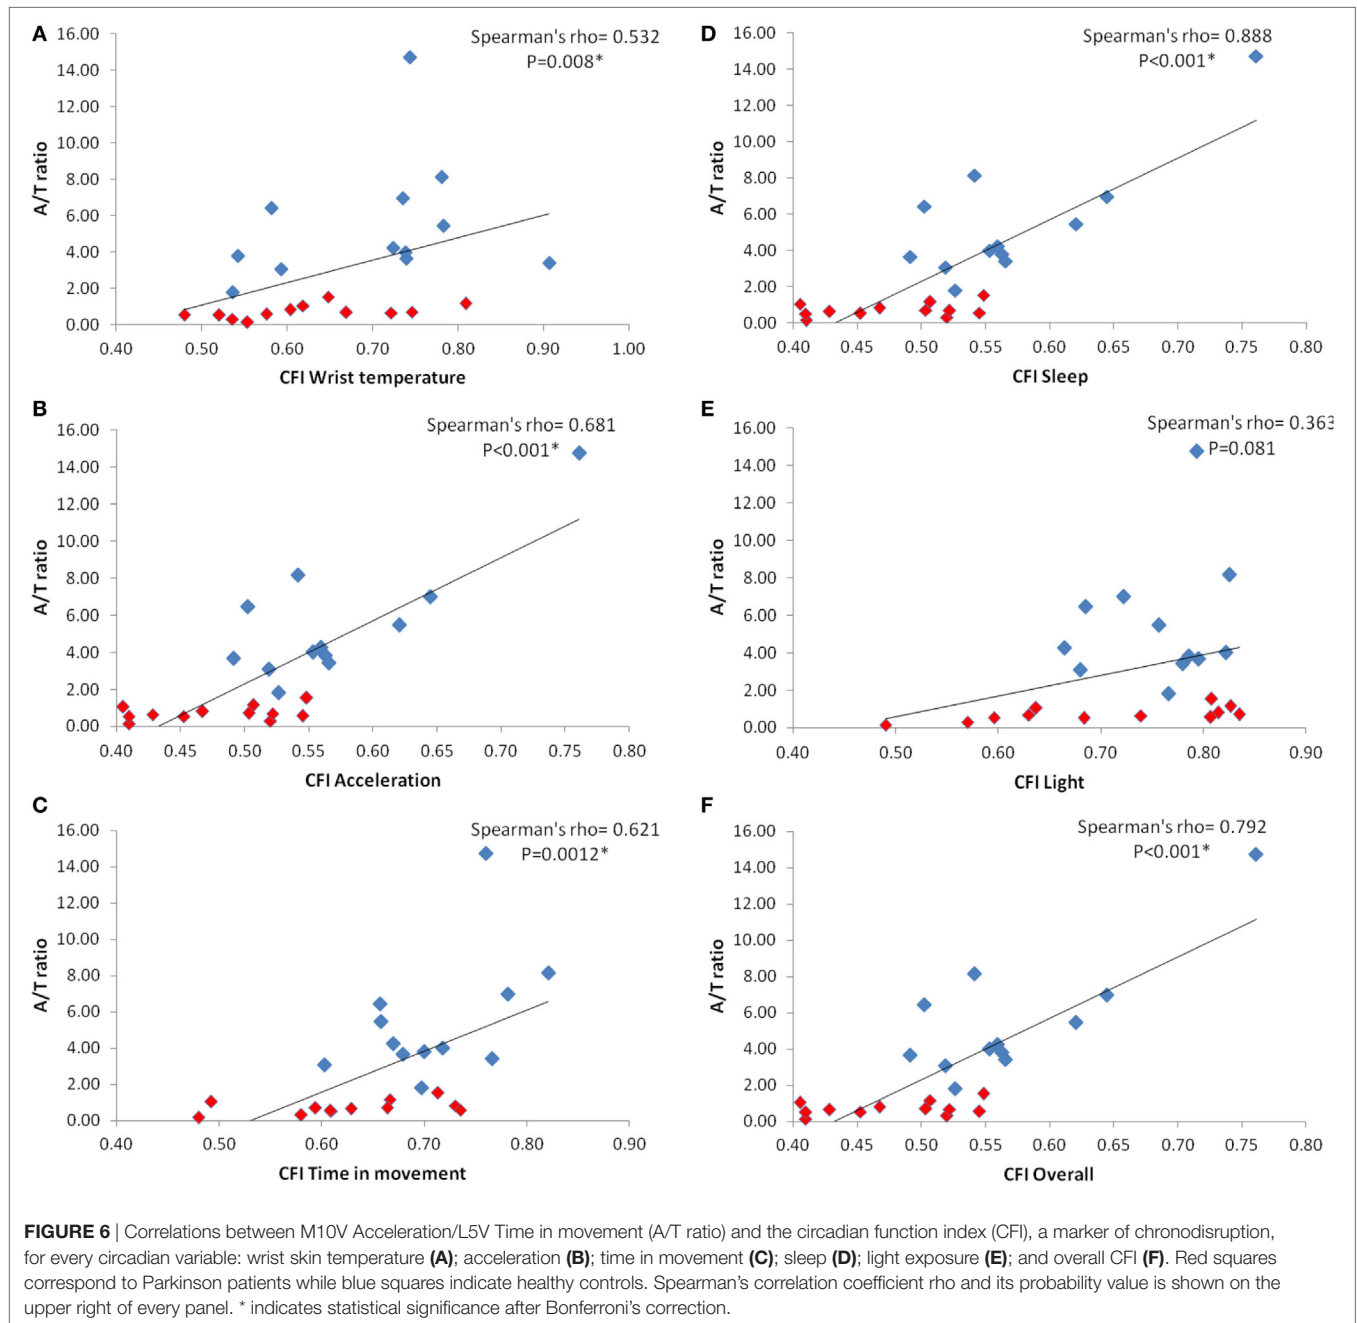 A
Spearman's rho= 0.532
P=0.008*
16.00
14.00
12.00
10.00
8.00
6.00
4.00
2.00
0.00
A/T ratio
0.40 0.50 0.60 0.70 0.80 0.90 1.00
CFI Wrist temperature
B
Spearman's rho= 0.681
P<0.001*
16.00
14.00
12.00
10.00
8.00
6.00
4.00
2.00
0.00
A/T ratio
0.40 0.45 0.50 0.55 0.60 0.65 0.70 0.75 0.80
CFI Acceleration
C
Spearman's rho= 0.621
P=0.0012*
16.00
14.00
12.00
10.00
8.00
6.00
4.00
2.00
0.00
A/T ratio
0.40 0.50 0.60 0.70 0.80 0.90
CFI Time in movement
D
Spearman's rho= 0.888
P<0.001*
16.00
14.00
12.00
10.00
8.00
6.00
4.00
2.00
0.00
A/T ratio
0.40 0.45 0.50 0.55 0.60 0.65 0.70 0.75 0.80
CFI Sleep
E
Spearman's rho= 0.363
P=0.081
16.00
14.00
12.00
10.00
8.00
6.00
4.00
2.00
0.00
A/T ratio
0.40 0.50 0.60 0.70 0.80 0.90
CFI Light
F
Spearman's rho= 0.792
P<0.001*
16.00
14.00
12.00
10.00
8.00
6.00
4.00
2.00
0.00
A/T ratio
0.40 0.45 0.50 0.55 0.60 0.65 0.70 0.75 0.80
CFI Overall
FIGURE 6 | Correlations between M10V Acceleration/L5V Time in movement (A/T ratio) and the circadian function index (CFI), a marker of chronodisruption,
for every circadian variable: wrist skin temperature (A); acceleration (B); time in movement (C); sleep (D); light exposure (E); and overall CFI (F). Red squares
correspond to Parkinson patients while blue squares indicate healthy controls. Spearman's correlation coefficient rho and its probability value is shown on the
upper right of every panel. * indicates statistical significance after Bonferroni's correction.